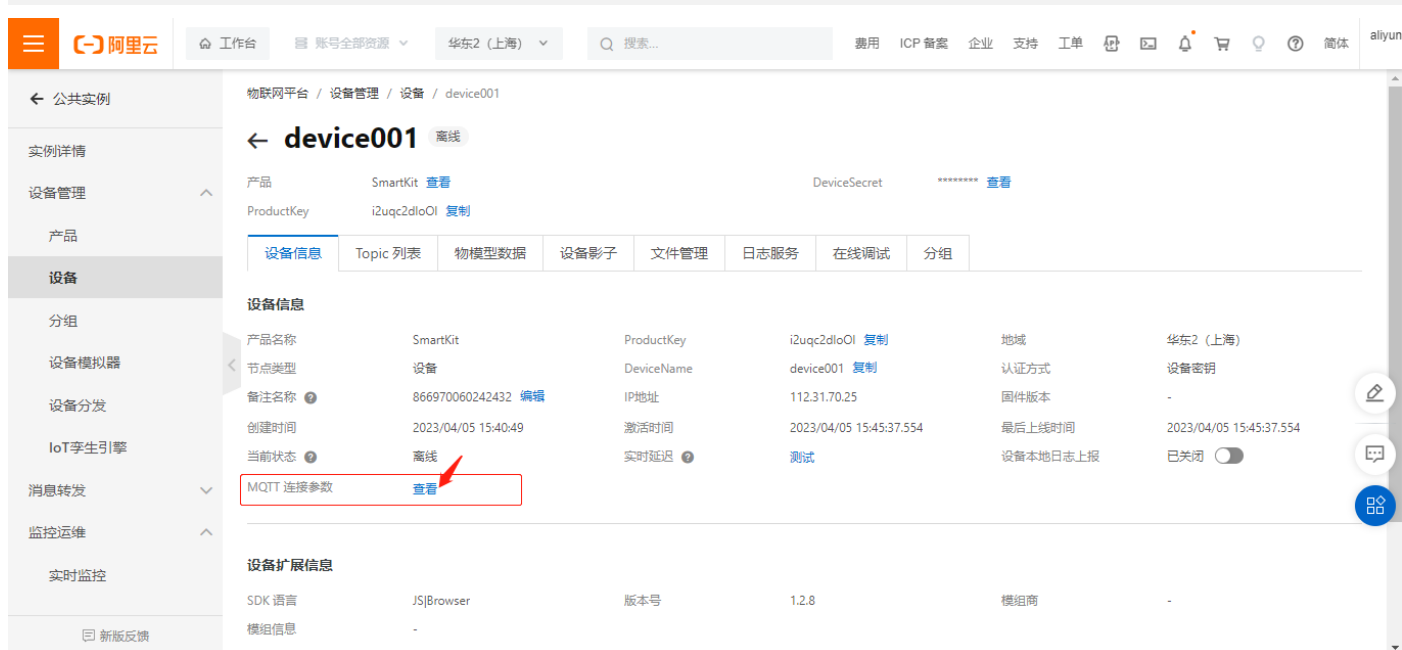 阿里云 工作台 账号全部资源 华东2（上海） 搜索... 费用 ICP 备案 企业 支持 工单 简体 aliyun
公共实例
实例详情
设备管理
产品
设备
分组
设备模拟器
设备分发
IoT孪生引擎
消息转发
监控运维
实时监控
新版反馈
物联网平台 / 设备管理 / 设备 / device001
device001 离线
产品 SmartKit 查看 DeviceSecret ******** 查看
ProductKey i2uqc2dloOl 复制
设备信息 Topic 列表 物模型数据 设备影子 文件管理 日志服务 在线调试 分组
设备信息
产品名称 SmartKit ProductKey i2uqc2dloOl 复制 地域 华东2（上海）
节点类型 设备 DeviceName device001 复制 认证方式 设备密钥
备注名称 866970060242432 编辑 IP地址 112.31.70.25 固件版本 -
创建时间 2023/04/05 15:40:49 激活时间 2023/04/05 15:45:37.554 最后上线时间 2023/04/05 15:45:37.554
当前状态 离线 实时延迟 测试 设备本地日志上报 已关闭
MQTT 连接参数 查看
设备扩展信息
SDK 语言 JS|Browser 版本号 1.2.8 模组商 -
模组信息 -